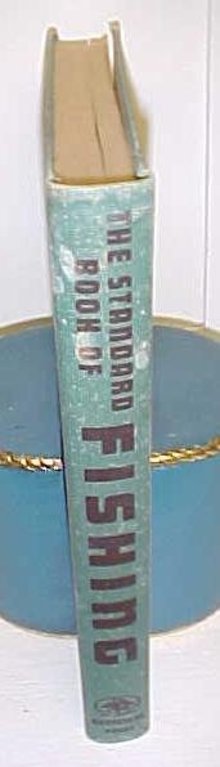 THE STANDARD
BOOK OF
FISHING